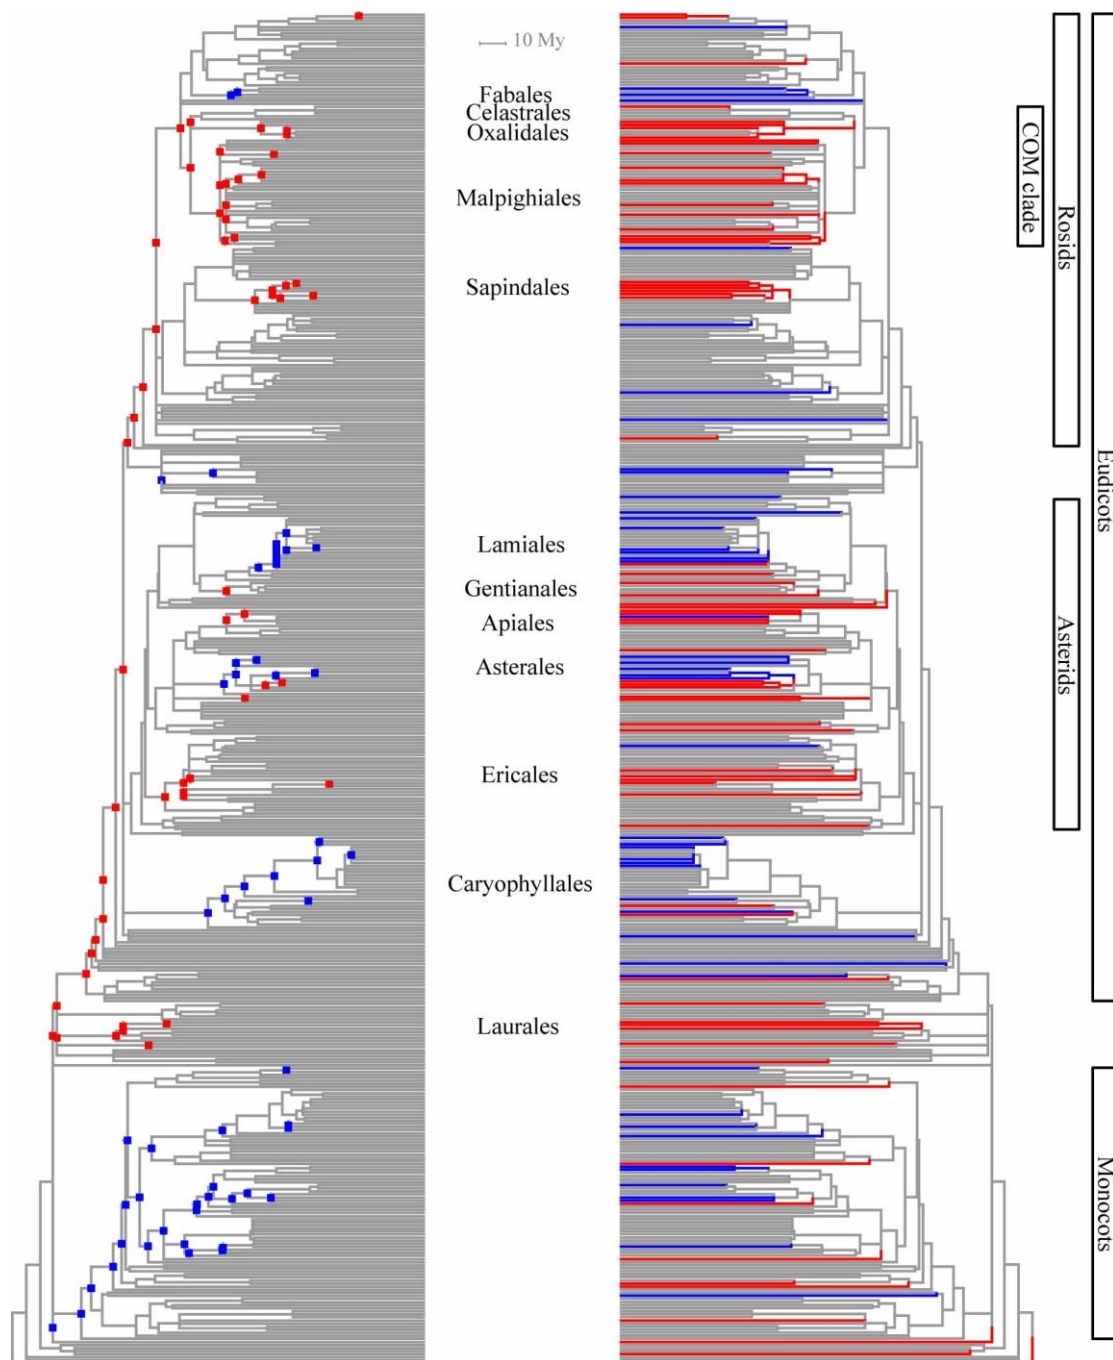 10 My
Fabales
Celastrales
Oxalidales
Malpighiales
Sapindales
Lamiales
Gentianales
Apiales
Asterales
Ericales
Caryophyllales
Laurales
COM clade
Rosids
Asterids
Eudicots
Monocots